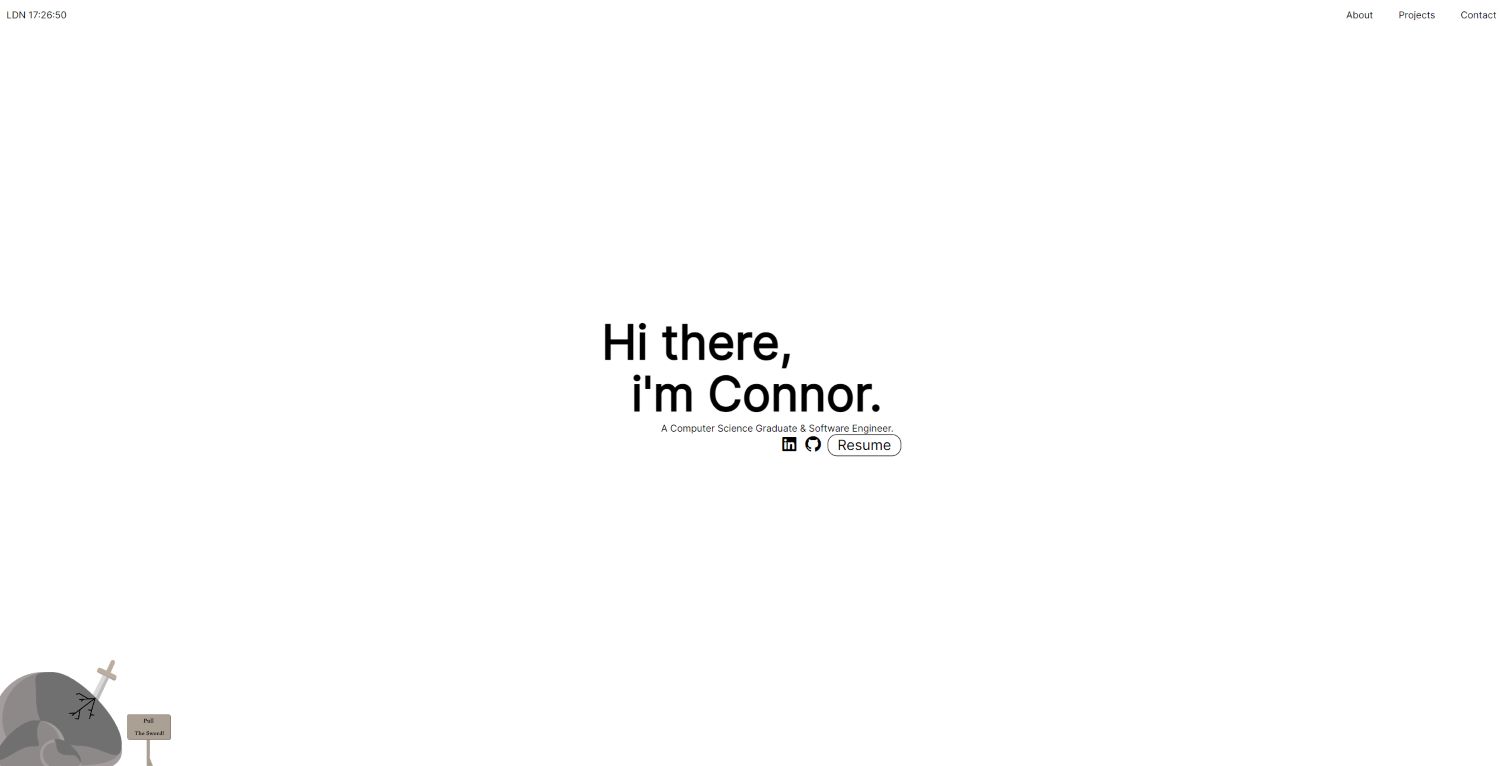 LDN 17:26:50
About
Projects
Contact
Hi there,
i'm Connor.
A Computer Science Graduate & Software Engineer.
in
Resume
Pull
The Sword!